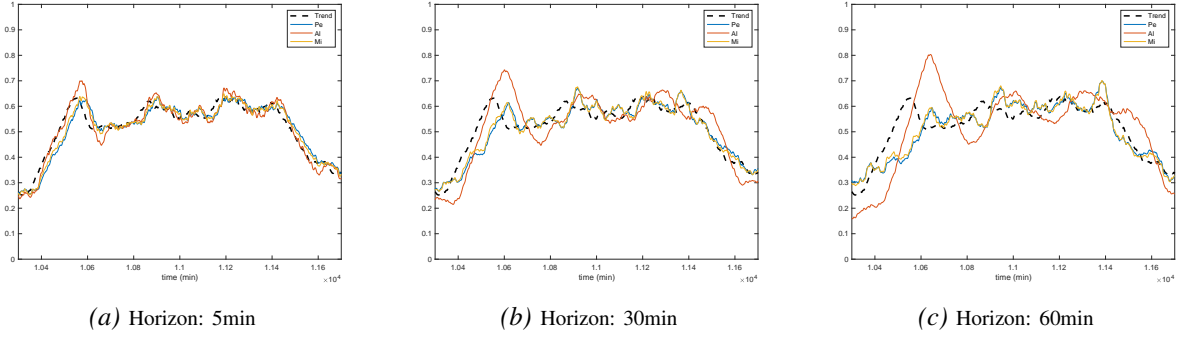 1
0.9
0.8
0.7
0.6
0.5
0.4
0.3
0.2
0.1
0
Trend
Pe
Al
Mi
1.04 1.06 1.08 1.1 1.12 1.14 1.16
time (min)
×10⁴
(a) Horizon: 5min
1
0.9
0.8
0.7
0.6
0.5
0.4
0.3
0.2
0.1
0
Trend
Pe
Al
Mi
1.04 1.06 1.08 1.1 1.12 1.14 1.16
time (min)
×10⁴
(b) Horizon: 30min
1
0.9
0.8
0.7
0.6
0.5
0.4
0.3
0.2
0.1
0
Trend
Pe
Al
Mi
1.04 1.06 1.08 1.1 1.12 1.14 1.16
time (min)
×10⁴
(c) Horizon: 60min